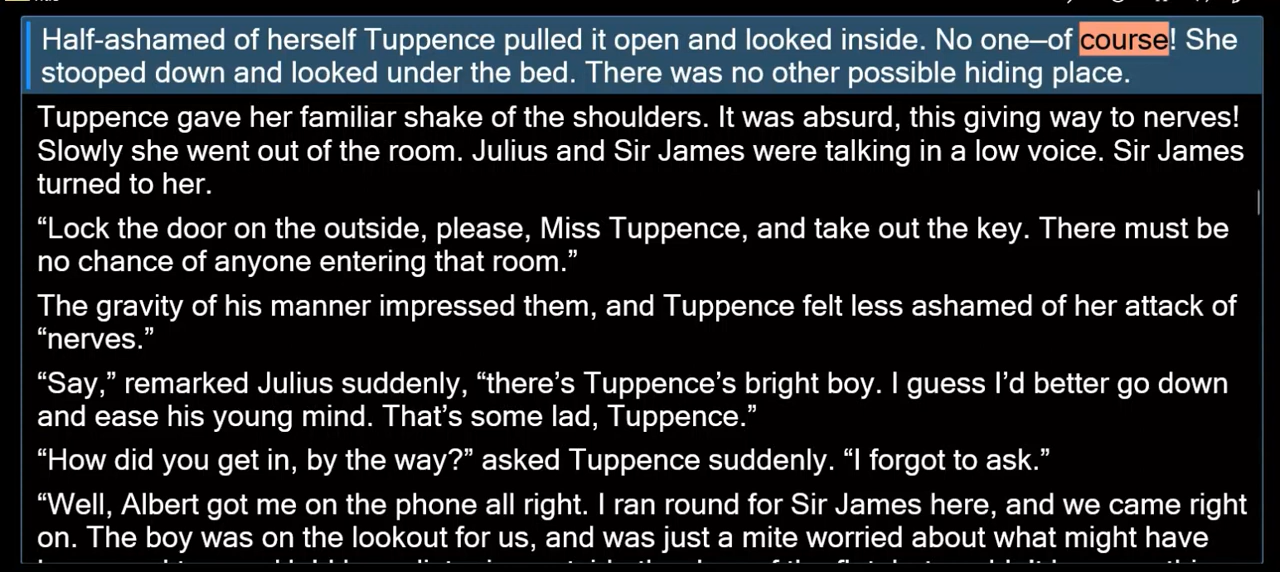 Half-ashamed of herself Tuppence pulled it open and looked inside. No one—of course! She
stooped down and looked under the bed. There was no other possible hiding place.
Tuppence gave her familiar shake of the shoulders. It was absurd, this giving way to nerves!
Slowly she went out of the room. Julius and Sir James were talking in a low voice. Sir James
turned to her.
“Lock the door on the outside, please, Miss Tuppence, and take out the key. There must be
no chance of anyone entering that room.”
The gravity of his manner impressed them, and Tuppence felt less ashamed of her attack of
“nerves.”
“Say,” remarked Julius suddenly, “there’s Tuppence’s bright boy. I guess I’d better go down
and ease his young mind. That’s some lad, Tuppence.”
“How did you get in, by the way?” asked Tuppence suddenly. “I forgot to ask.”
“Well, Albert got me on the phone all right. I ran round for Sir James here, and we came right
on. The boy was on the lookout for us, and was just a mite worried about what might have